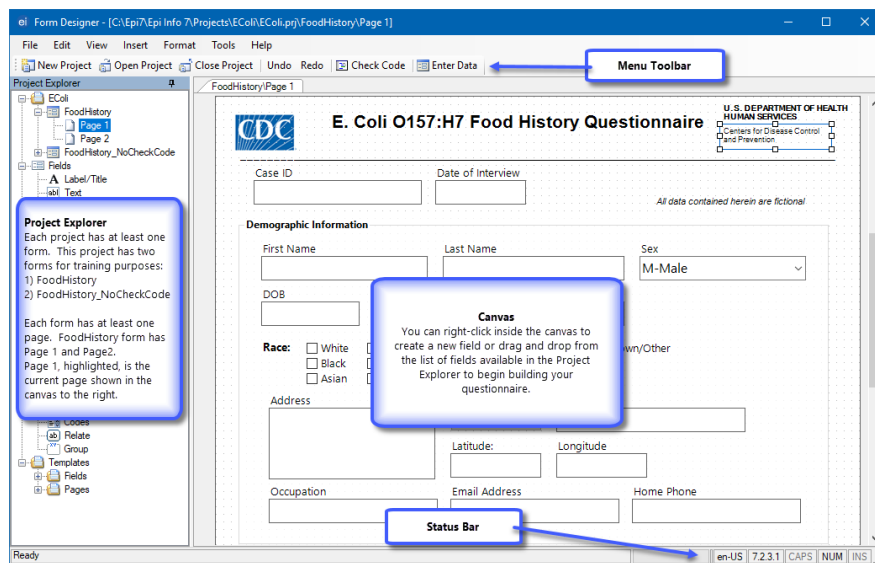 Form Designer - [C:\Epi7\Epi Info 7\Projects\EColi\EColi.prj\FoodHistory\Page 1]
File Edit View Insert Format Tools Help
New Project Open Project Close Project Undo Redo Check Code Enter Data
Menu Toolbar
Project Explorer
FoodHistory\Page 1
EColi
FoodHistory
Page 1
Page 2
FoodHistory_NoCheckCode
Fields
A Label/Title
abl Text
Project Explorer
Each project has at least one
form. This project has two
forms for training purposes:
1) FoodHistory
2) FoodHistory_NoCheckCode
Each form has at least one
page. FoodHistory form has
Page 1 and Page2.
Page 1, highlighted, is the
current page shown in the
canvas to the right.
Codes
ab Relate
Group
Templates
Fields
Pages
CDC
E. Coli O157:H7 Food History Questionnaire
U.S. DEPARTMENT OF HEALTH
HUMAN SERVICES
Centers for Disease Control
and Prevention
Case ID Date of Interview
All data contained herein are fictional
Demographic Information
First Name Last Name Sex
M-Male
DOB
Race: White
Black
Asian
wn/Other
Canvas
You can right-click inside the canvas to
create a new field or drag and drop from
the list of fields available in the Project
Explorer to begin building your
questionnaire.
Address
Latitude: Longitude
Occupation Email Address Home Phone
Status Bar
Ready en-US 7.2.3.1 CAPS NUM INS